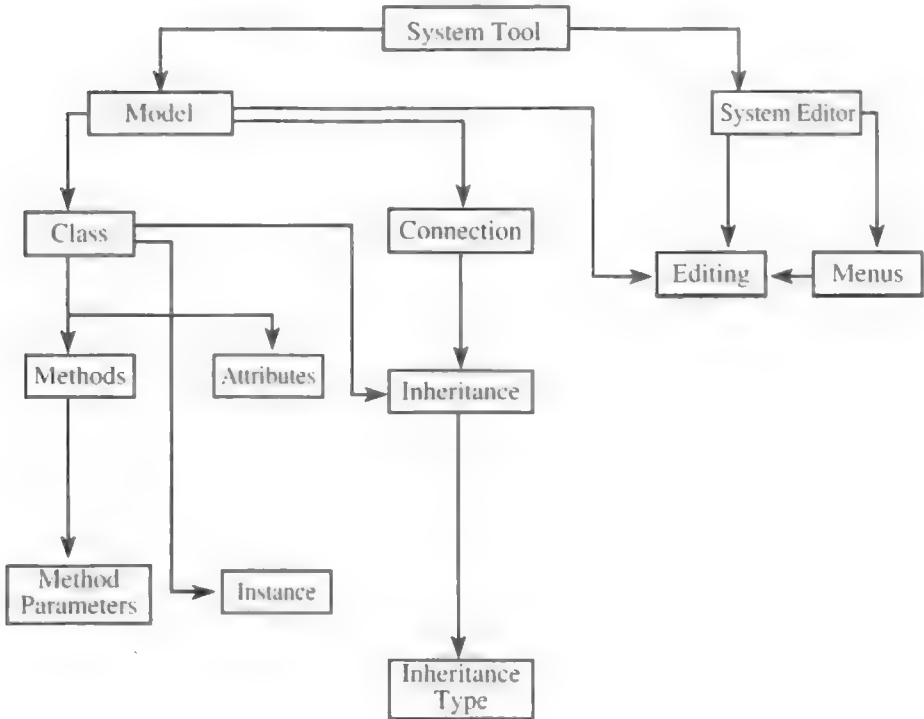 System Tool
Model
System Editor
Class
Connection
Editing
Menus
Methods
Attributes
Inheritance
Method
Parameters
Instance
Inheritance
Type